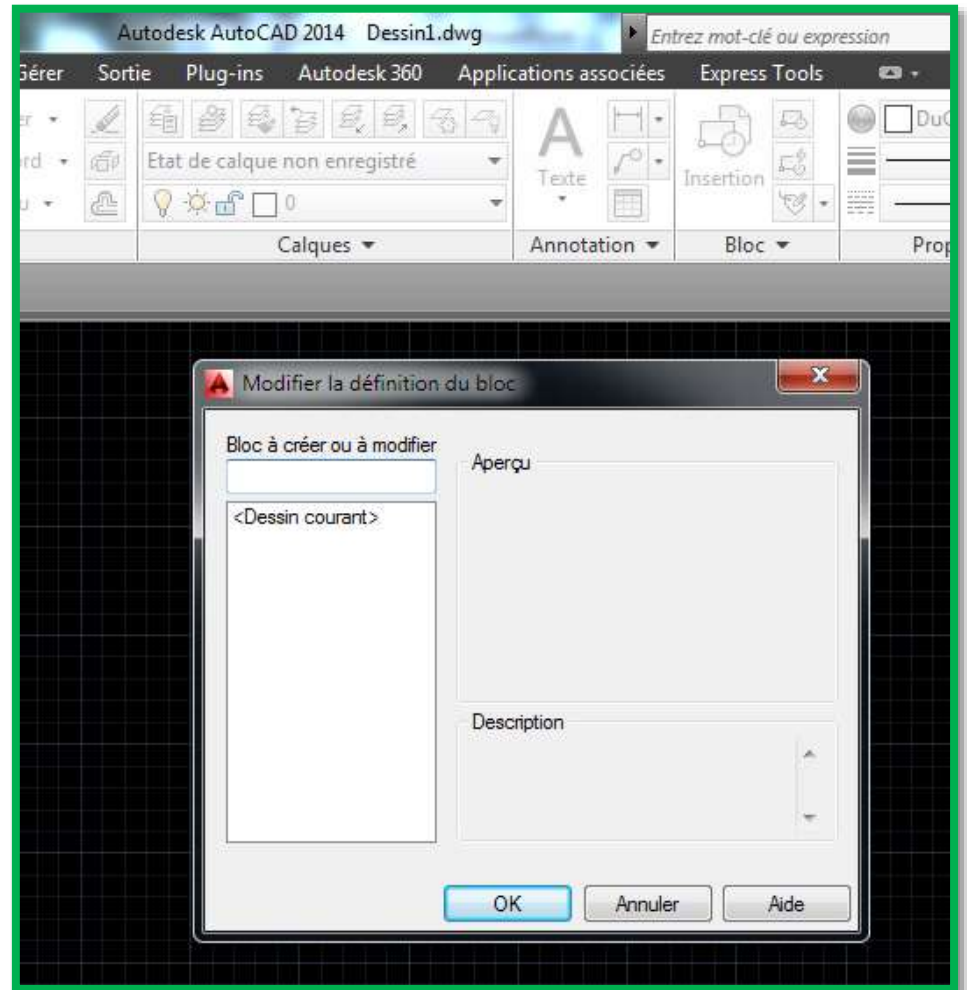 Autodesk AutoCAD 2014 Dessin1.dwg
Entrez mot-clé ou expression
Gérer Sortie Plug-ins Autodesk 360 Applications associées Express Tools
Etat de calque non enregistré
Texte
Insertion
0
Calques
Annotation
Bloc
Modifier la définition du bloc
Bloc à créer ou à modifier
Aperçu
<Dessin courant>
Description
OK
Annuler
Aide